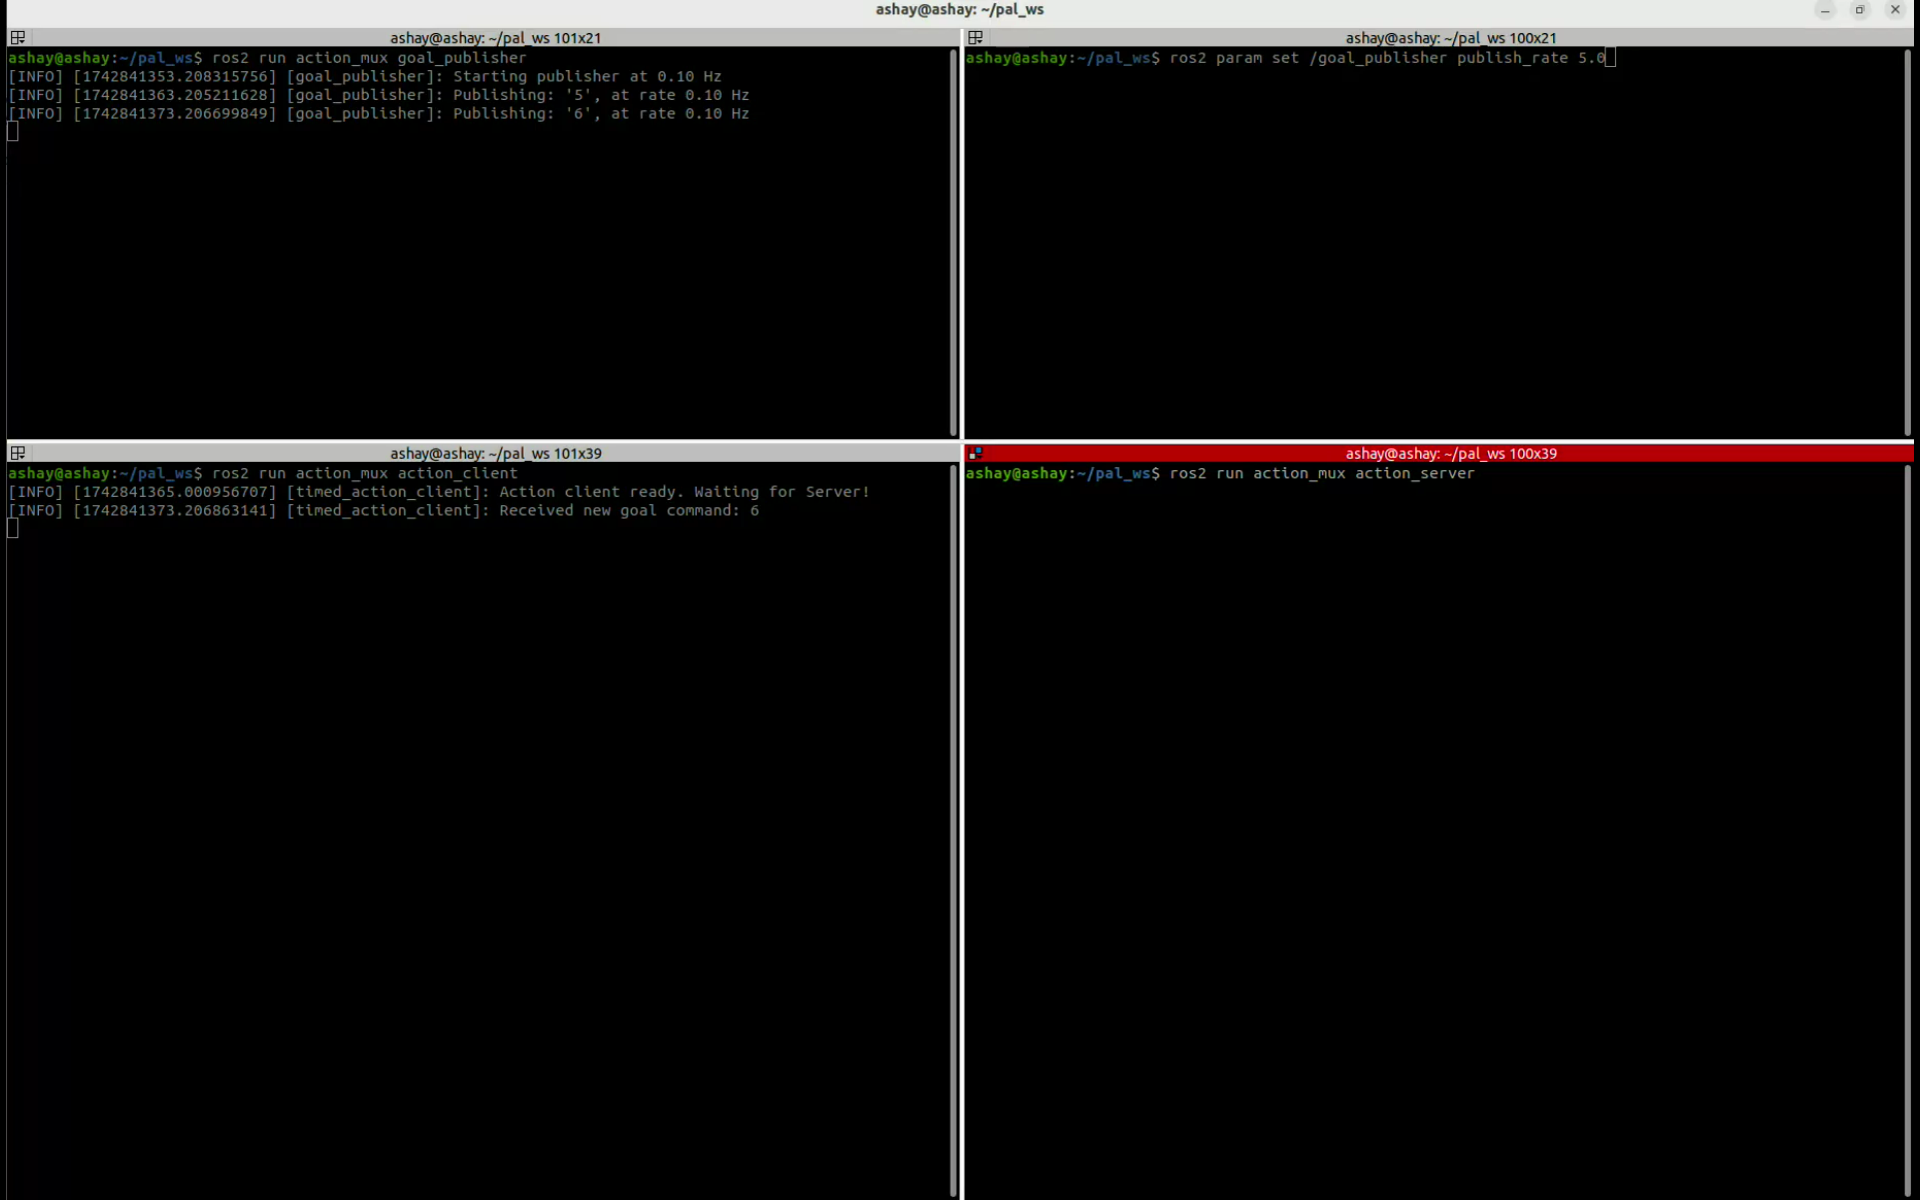 ashay@ashay: ~/pal_ws
ashay@ashay: ~/pal_ws 101x21
ashay@ashay:~/pal_ws$ ros2 run action_mux goal_publisher
[INFO] [1742841353.208315756] [goal_publisher]: Starting publisher at 0.10 Hz
[INFO] [1742841363.205211628] [goal_publisher]: Publishing: '5', at rate 0.10 Hz
[INFO] [1742841373.206699849] [goal_publisher]: Publishing: '6', at rate 0.10 Hz
ashay@ashay: ~/pal_ws 100x21
ashay@ashay:~/pal_ws$ ros2 param set /goal_publisher publish_rate 5.0
ashay@ashay: ~/pal_ws 101x39
ashay@ashay:~/pal_ws$ ros2 run action_mux action_client
[INFO] [1742841365.000956707] [timed_action_client]: Action client ready. Waiting for Server!
[INFO] [1742841373.206863141] [timed_action_client]: Received new goal command: 6
ashay@ashay: ~/pal_ws 100x39
ashay@ashay:~/pal_ws$ ros2 run action_mux action_server